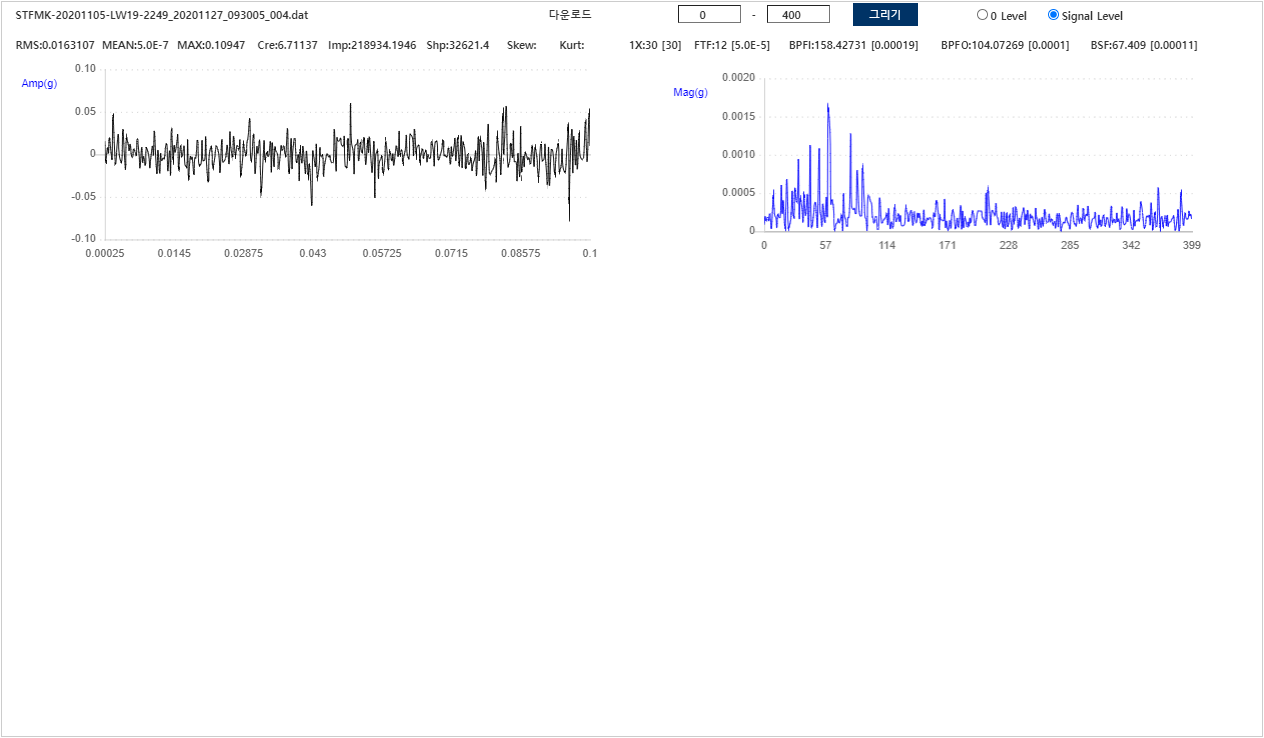 STFMK-20201105-LW19-2249_20201127_093005_004.dat 다운로드 0 - 400 그리기 0 Level Signal Level
RMS:0.0163107 MEAN:5.0E-7 MAX:0.10947 Cre:6.71137 Imp:218934.1946 Shp:32621.4 Skew: Kurt: 1X:30 [30] FTF:12 [5.0E-5] BPFI:158.42731 [0.00019] BPFO:104.07269 [0.0001] BSF:67.409 [0.00011]
Amp(g)
0.10
0.05
0
-0.05
-0.10
0.00025 0.0145 0.02875 0.043 0.05725 0.0715 0.08575 0.1
Mag(g)
0.0020
0.0015
0.0010
0.0005
0
0 57 114 171 228 285 342 399